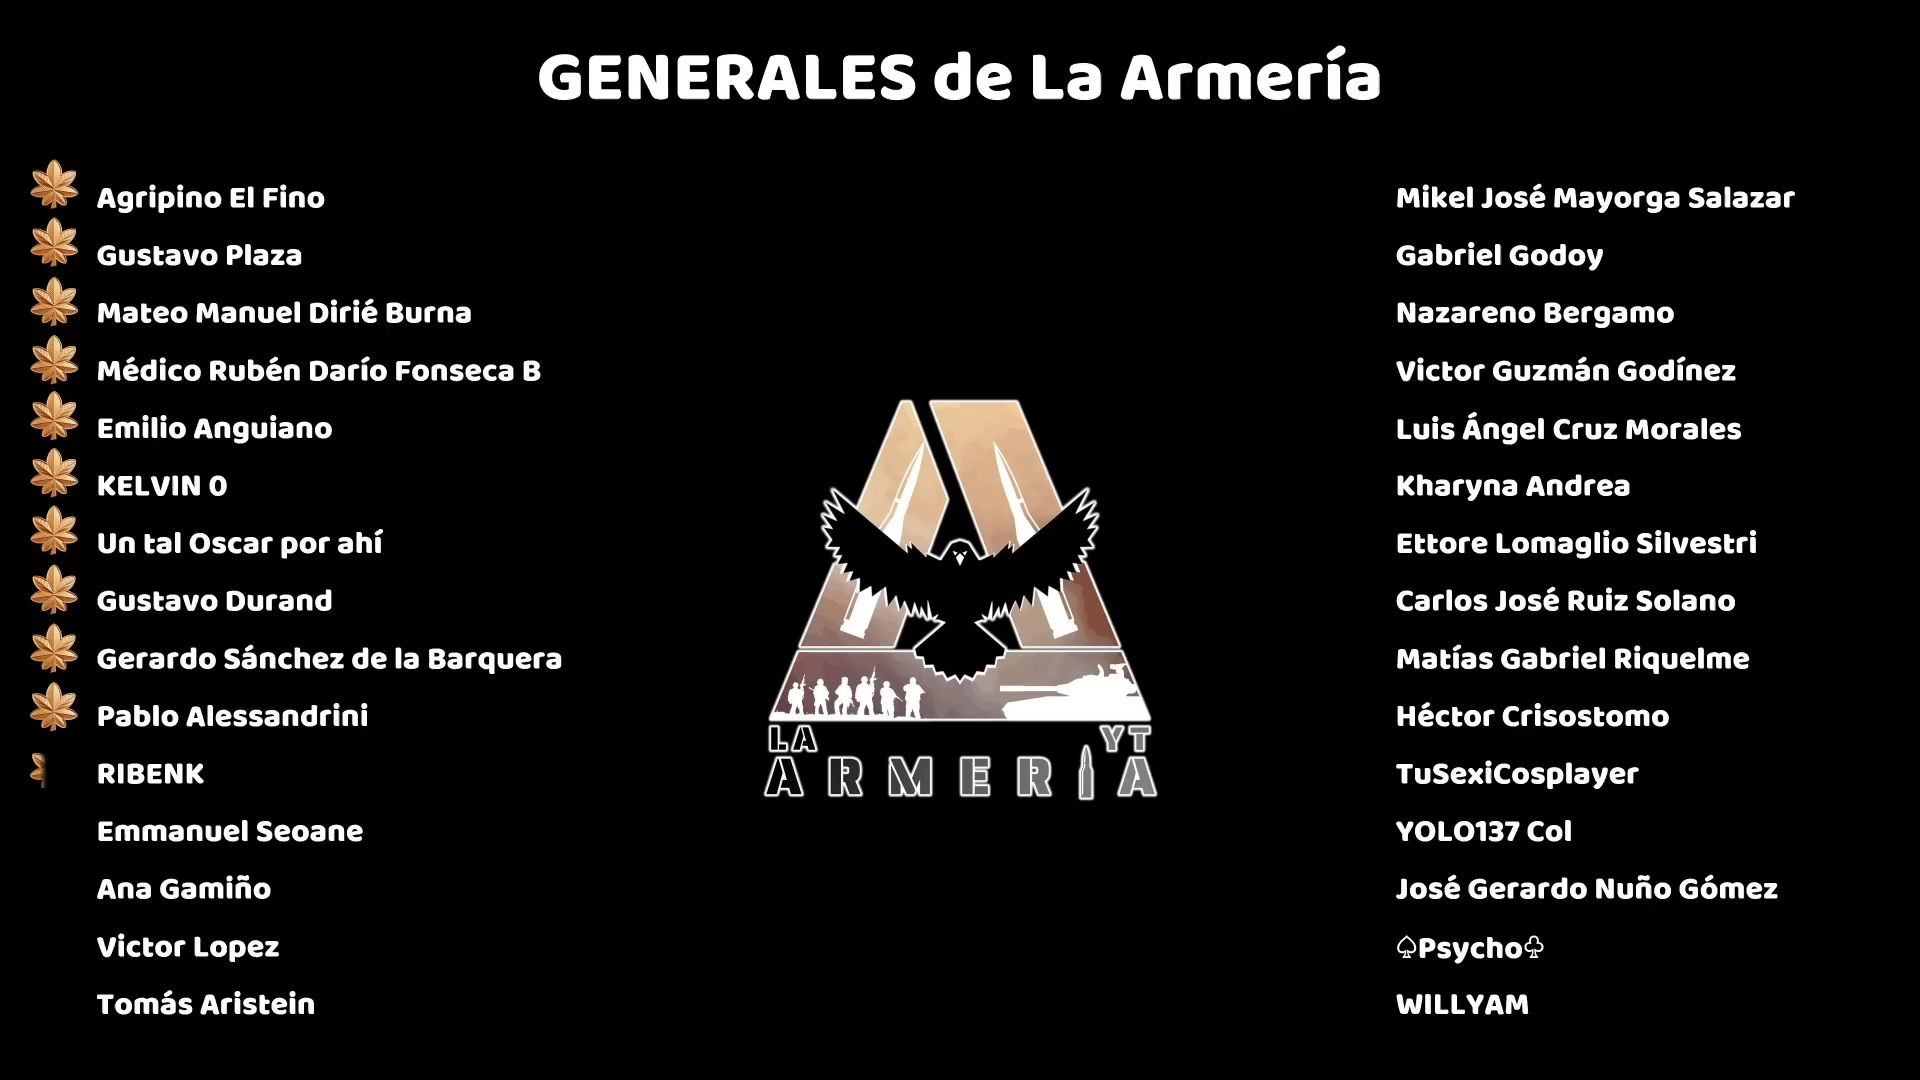 GENERALES de La Armería
Agripino El Fino
Gustavo Plaza
Mateo Manuel Dirié Burna
Médico Rubén Darío Fonseca B
Emilio Anguiano
KELVIN 0
Un tal Oscar por ahí
Gustavo Durand
Gerardo Sánchez de la Barquera
Pablo Alessandrini
RIBENK
Emmanuel Seoane
Ana Gamiño
Victor Lopez
Tomás Aristein
LA YT
ARMERIA
Mikel José Mayorga Salazar
Gabriel Godoy
Nazareno Bergamo
Victor Guzmán Godínez
Luis Ángel Cruz Morales
Kharyna Andrea
Ettore Lomaglio Silvestri
Carlos José Ruiz Solano
Matías Gabriel Riquelme
Héctor Crisostomo
TuSexiCosplayer
YOLO137 Col
José Gerardo Nuño Gómez
♤Psycho♧
WILLYAM